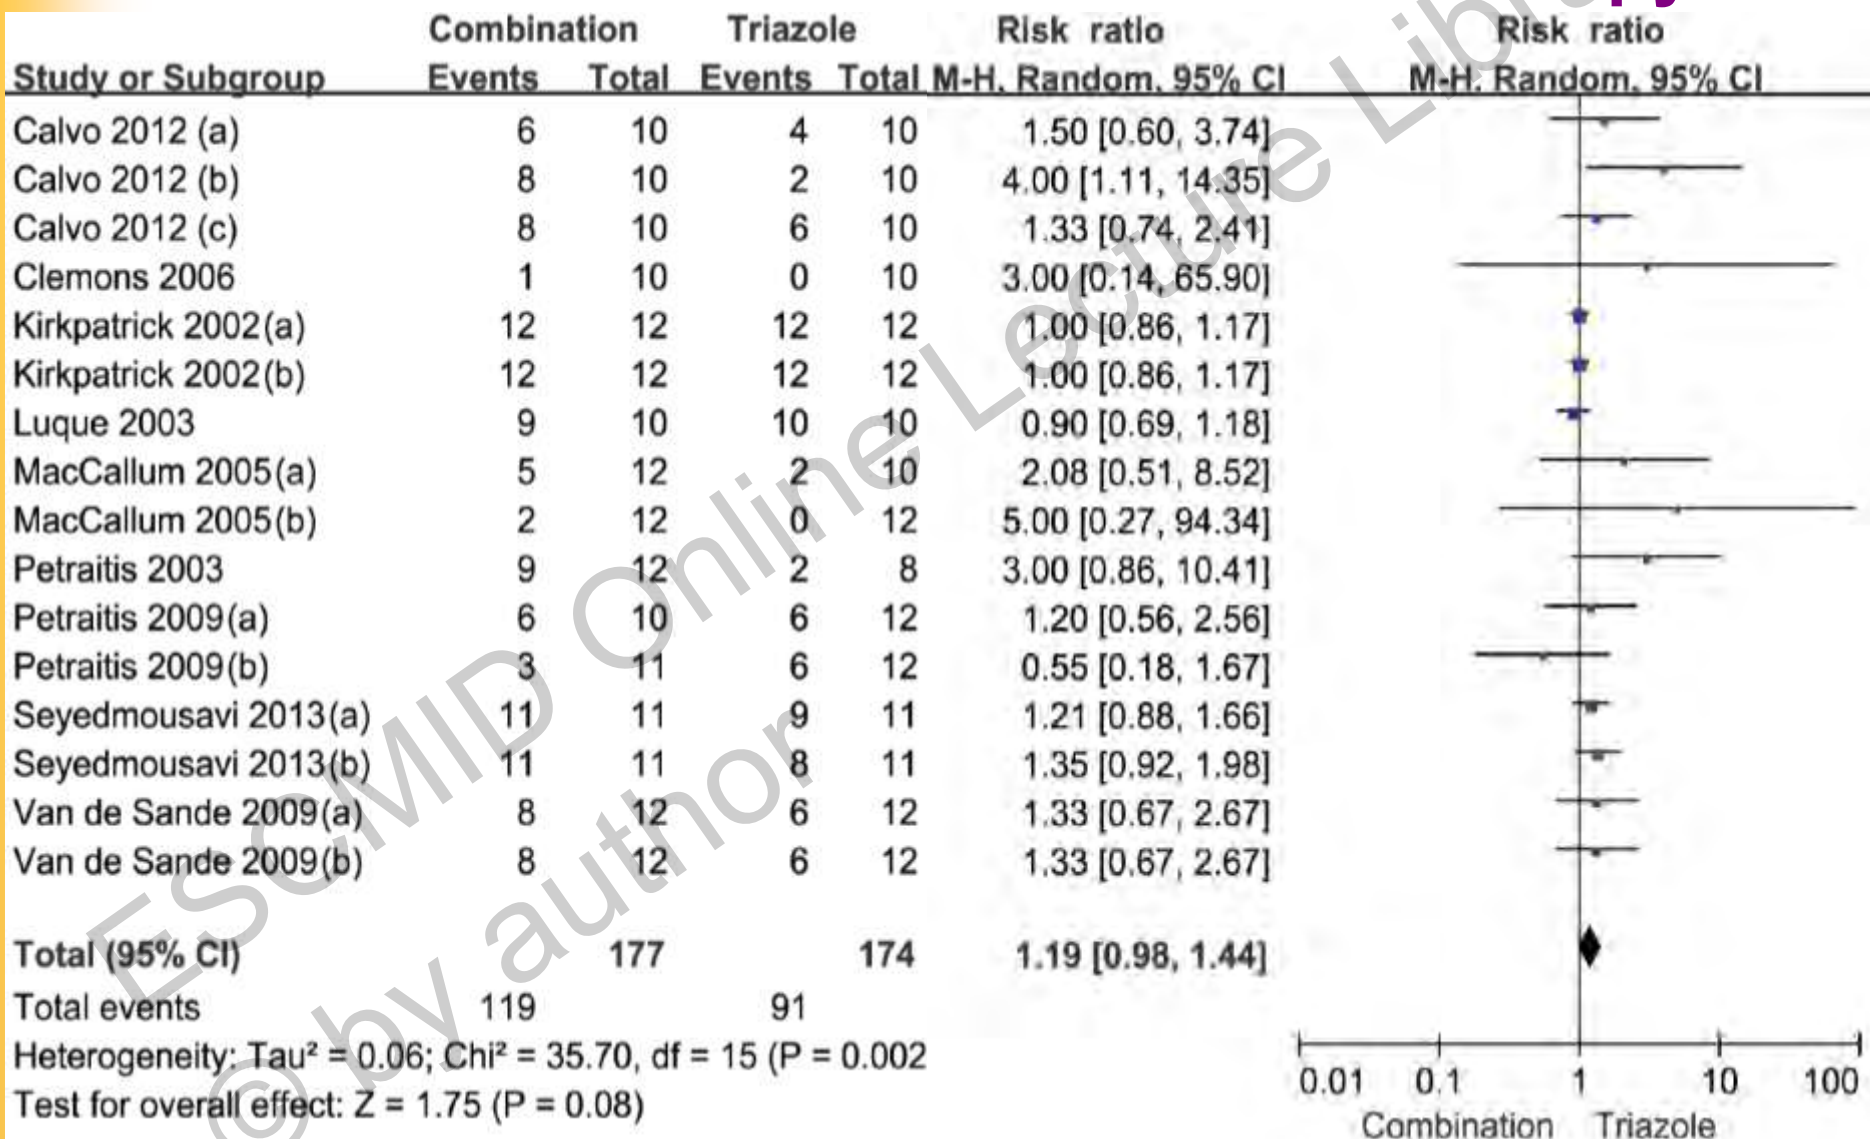 Combination Triazole Risk ratio Risk ratio
Study or Subgroup Events Total Events Total M-H. Random. 95% CI M-H. Random. 95% CI
Calvo 2012 (a) 6 10 4 10 1.50 [0.60, 3.74]
Calvo 2012 (b) 8 10 2 10 4.00 [1.11, 14.35]
Calvo 2012 (c) 8 10 6 10 1.33 [0.74, 2.41]
Clemons 2006 1 10 0 10 3.00 [0.14, 65.90]
Kirkpatrick 2002(a) 12 12 12 12 1.00 [0.86, 1.17]
Kirkpatrick 2002(b) 12 12 12 12 1.00 [0.86, 1.17]
Luque 2003 9 10 10 10 0.90 [0.69, 1.18]
MacCallum 2005(a) 5 12 2 10 2.08 [0.51, 8.52]
MacCallum 2005(b) 2 12 0 12 5.00 [0.27, 94.34]
Petraitis 2003 9 12 2 8 3.00 [0.86, 10.41]
Petraitis 2009(a) 6 10 6 12 1.20 [0.56, 2.56]
Petraitis 2009(b) 3 11 6 12 0.55 [0.18, 1.67]
Seyedmousavi 2013(a) 11 11 9 11 1.21 [0.88, 1.66]
Seyedmousavi 2013(b) 11 11 8 11 1.35 [0.92, 1.98]
Van de Sande 2009(a) 8 12 6 12 1.33 [0.67, 2.67]
Van de Sande 2009(b) 8 12 6 12 1.33 [0.67, 2.67]
Total (95% CI) 177 174 1.19 [0.98, 1.44]
Total events 119 91
Heterogeneity: Tau² = 0.06; Chi² = 35.70, df = 15 (P = 0.002
Test for overall effect: Z = 1.75 (P = 0.08)
0.01 0.1 1 10 100
Combination Triazole
ESCMID Online Lecture Library
© by author